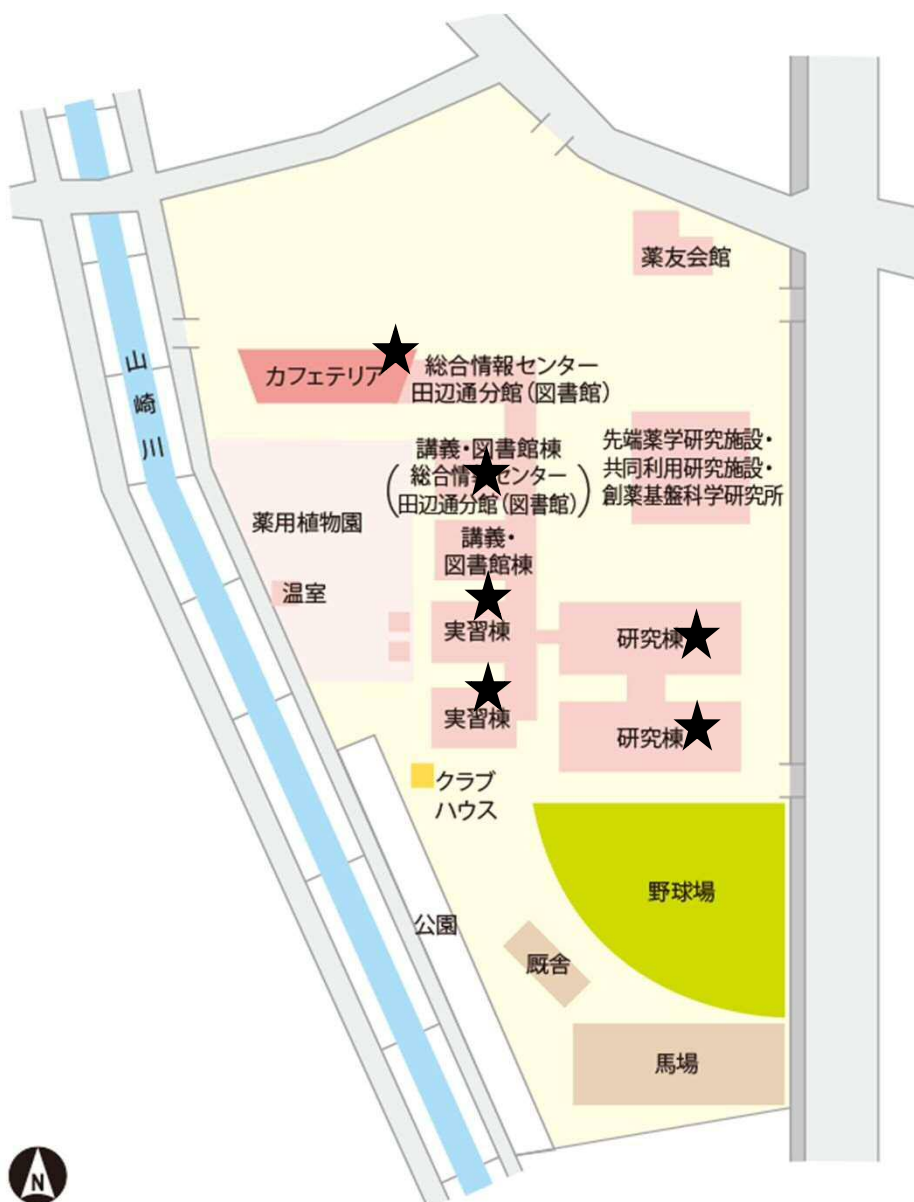 薬友会館
山崎川
カフェテリア
総合情報センター
田辺通分館(図書館)
講義・図書館棟
(総合情報センター
田辺通分館(図書館))
先端薬学研究施設・
共同利用研究施設・
創薬基盤科学研究所
薬用植物園
講義・
図書館棟
温室
実習棟
研究棟
実習棟
研究棟
クラブ
ハウス
野球場
公園
厩舎
馬場
N